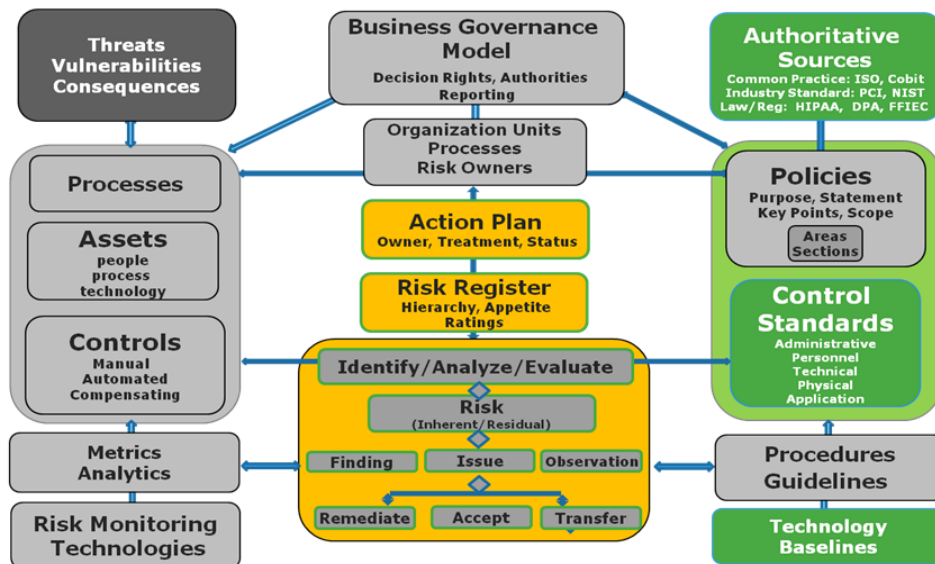 Threats
Vulnerabilities
Consequences
Business Governance
Model
Decision Rights, Authorities
Reporting
Authoritative
Sources
Common Practice: ISO, Cobit
Industry Standard: PCI, NIST
Law/Reg: HIPAA, DPA, FFIEC
Organization Units
Processes
Risk Owners
Processes
Assets
people
process
technology
Controls
Manual
Automated
Compensating
Action Plan
Owner, Treatment, Status
Risk Register
Hierarchy, Appetite
Ratings
Policies
Purpose, Statement
Key Points, Scope
Areas
Sections
Control
Standards
Administrative
Personnel
Technical
Physical
Application
Identify/Analyze/Evaluate
Risk
(Inherent/Residual)
Finding
Issue
Observation
Remediate
Accept
Transfer
Metrics
Analytics
Risk Monitoring
Technologies
Procedures
Guidelines
Technology
Baselines